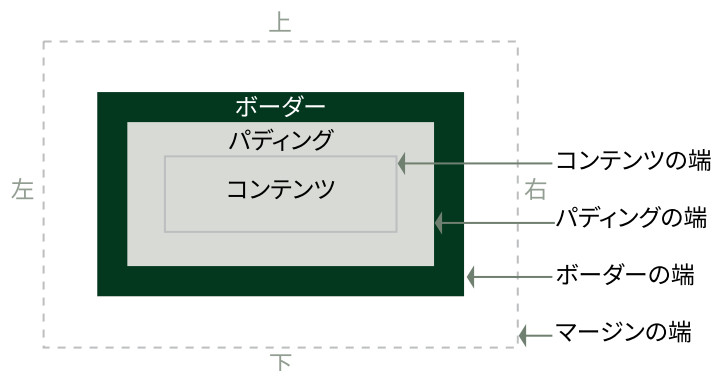 上
ボーダー
パディング
コンテンツ
左
右
コンテンツの端
パディングの端
ボーダーの端
マージンの端
下